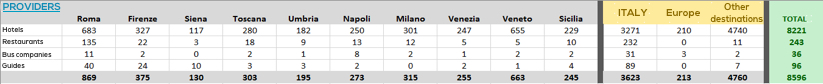 PROVIDERS
Roma Firenze Siena Toscana Umbria Napoli Milano Venezia Veneto Sicilia ITALY Europe Other destinations TOTAL
Hotels 683 327 117 280 182 250 301 247 655 229 3271 210 4740 8221
Restaurants 135 22 3 18 9 13 12 5 5 10 232 0 11 243
Bus companies 11 2 0 2 1 8 2 1 2 2 31 3 2 36
Guides 40 24 10 3 3 2 0 2 1 4 89 0 7 96
869 375 130 303 195 273 315 255 663 245 3623 213 4760 8596